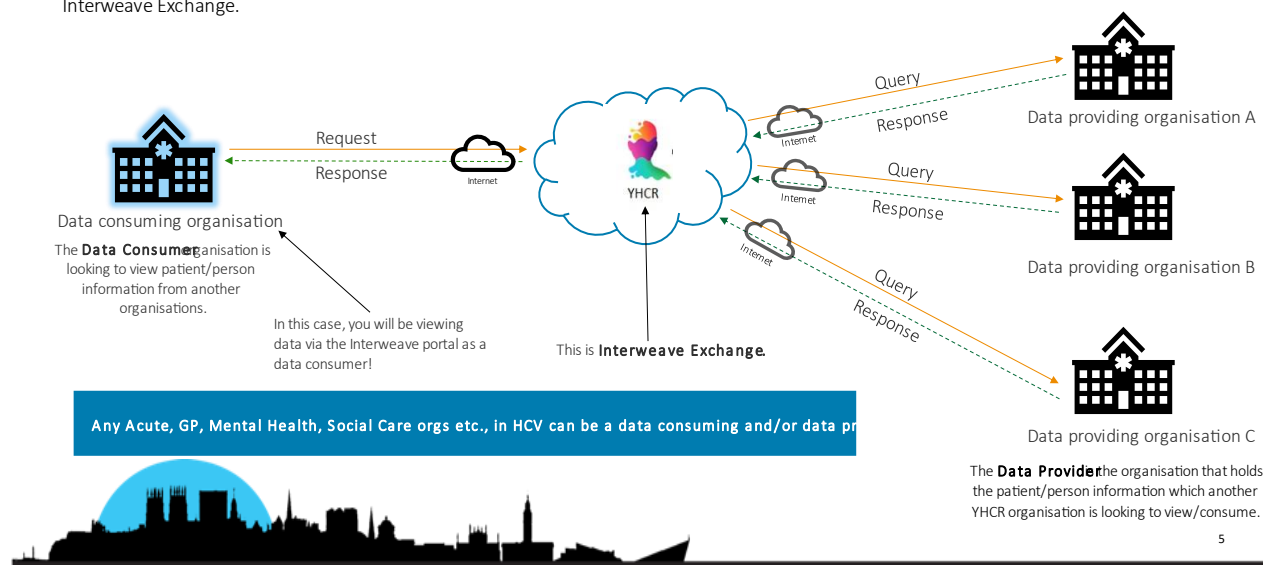 Interweave Exchange.
Query
Response
Internet
Data providing organisation A
Request
Response
Internet
YHCR
Query
Response
Internet
Data consuming organisation
The Data Consumer organisation is
looking to view patient/person
information from another
organisations.
Data providing organisation B
Internet
Query
Response
In this case, you will be viewing
data via the Interweave portal as a
data consumer!
This is Interweave Exchange.
Any Acute, GP, Mental Health, Social Care orgs etc., in HCV can be a data consuming and/or data pr
Data providing organisation C
The Data Provider is the organisation that holds
the patient/person information which another
YHCR organisation is looking to view/consume.
5